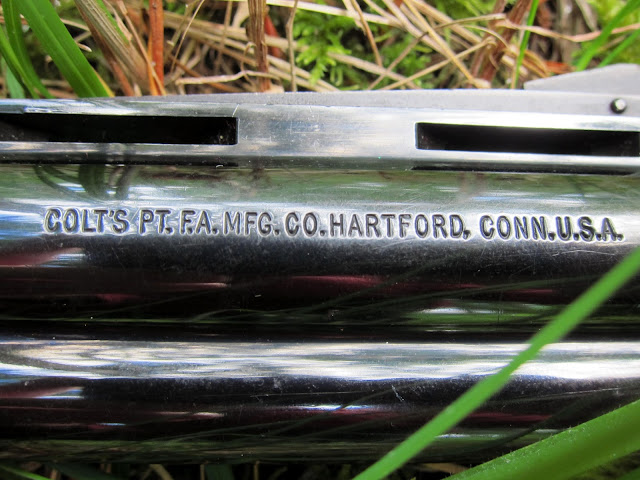 COLT'S PT. F.A. MFG. CO. HARTFORD, CONN. U.S.A.